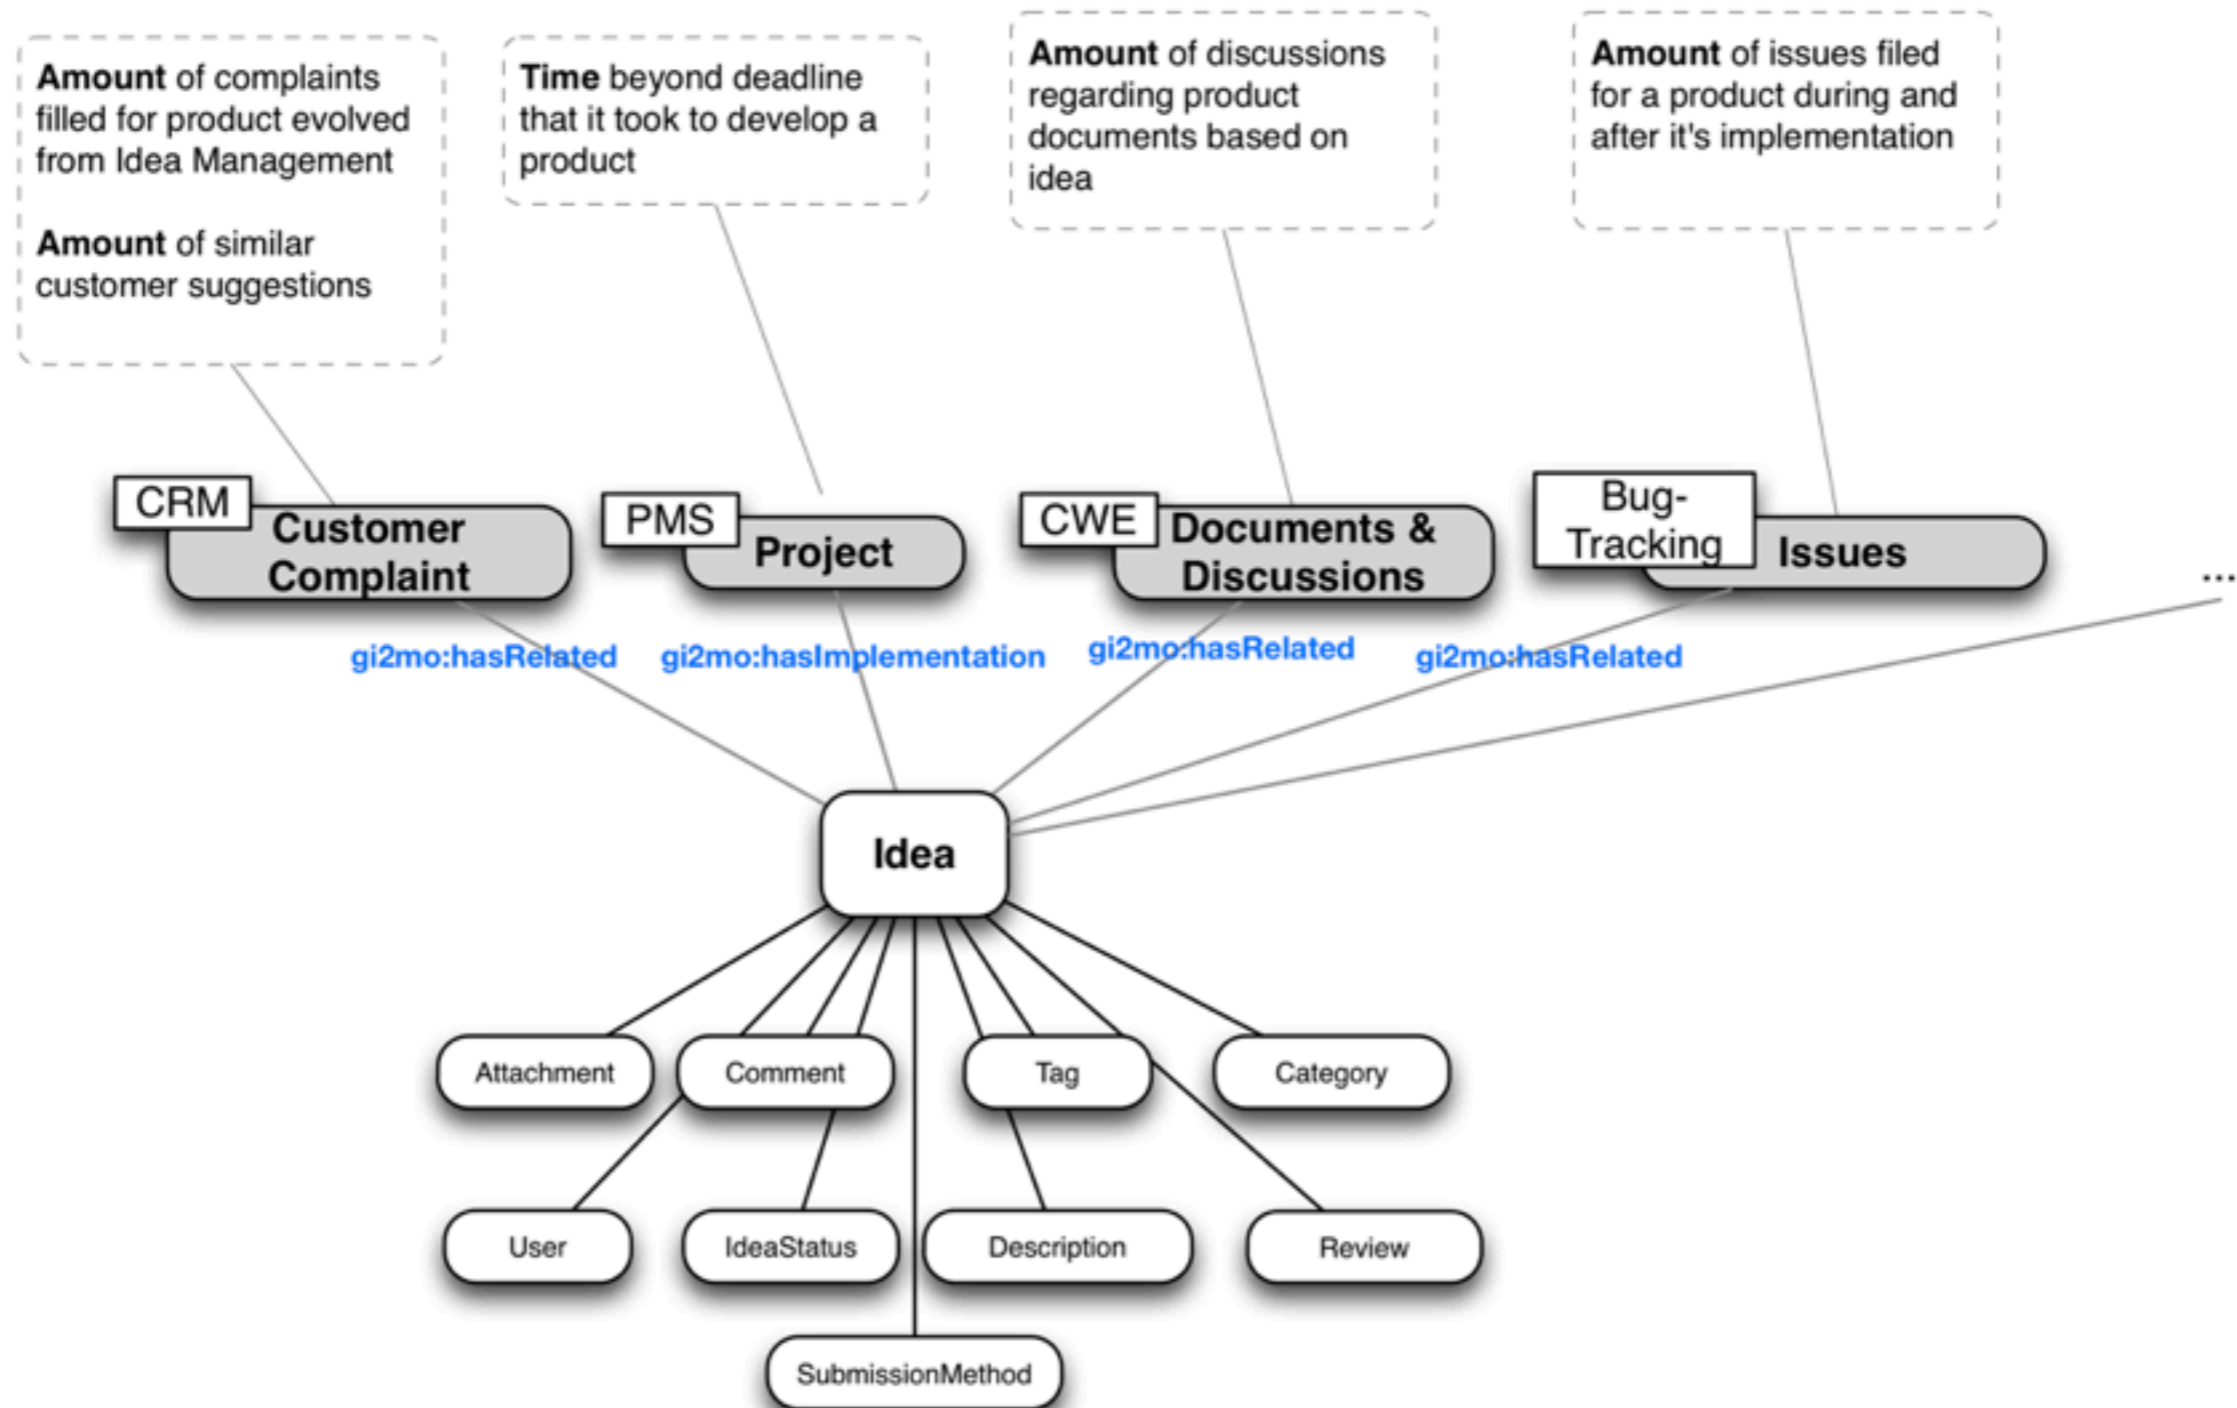 Amount of complaints
filled for product evolved
from Idea Management
Amount of similar
customer suggestions
Time beyond deadline
that it took to develop a
product
Amount of discussions
regarding product
documents based on
idea
Amount of issues filed
for a product during and
after it's implementation
CRM
Customer
Complaint
PMS
Project
CWE
Documents &
Discussions
Bug-
Tracking
Issues
...
gi2mo:hasRelated
gi2mo:hasImplementation
gi2mo:hasRelated
gi2mo:hasRelated
Idea
Attachment
Comment
Tag
Category
User
IdeaStatus
Description
Review
SubmissionMethod